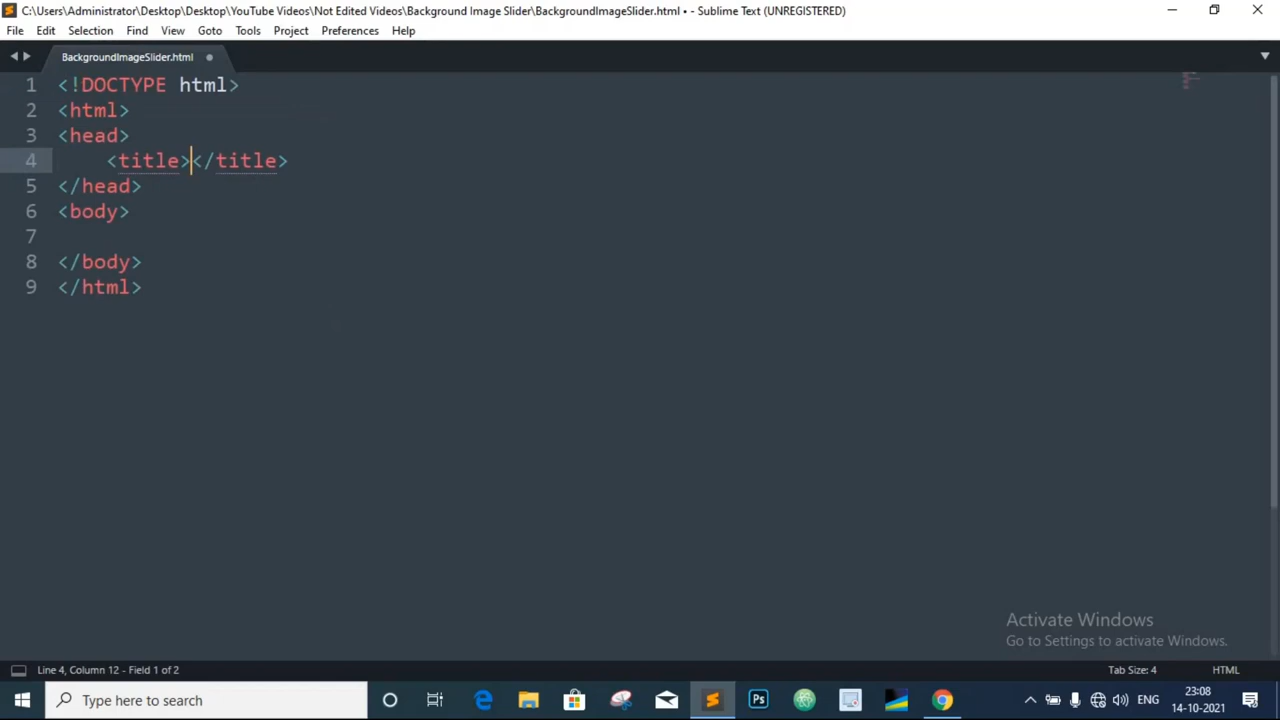 C:\Users\Administrator\Desktop\Desktop\YouTube Videos\Not Edited Videos\Background Image Slider\BackgroundImageSlider.html • - Sublime Text (UNREGISTERED)
File Edit Selection Find View Goto Tools Project Preferences Help
BackgroundImageSlider.html
1 <!DOCTYPE html>
2 <html>
3 <head>
4 <title></title>
5 </head>
6 <body>
7
8 </body>
9 </html>
Activate Windows
Go to Settings to activate Windows.
Line 4, Column 12 - Field 1 of 2 Tab Size: 4 HTML
Type here to search Ps ENG 23:08
14-10-2021